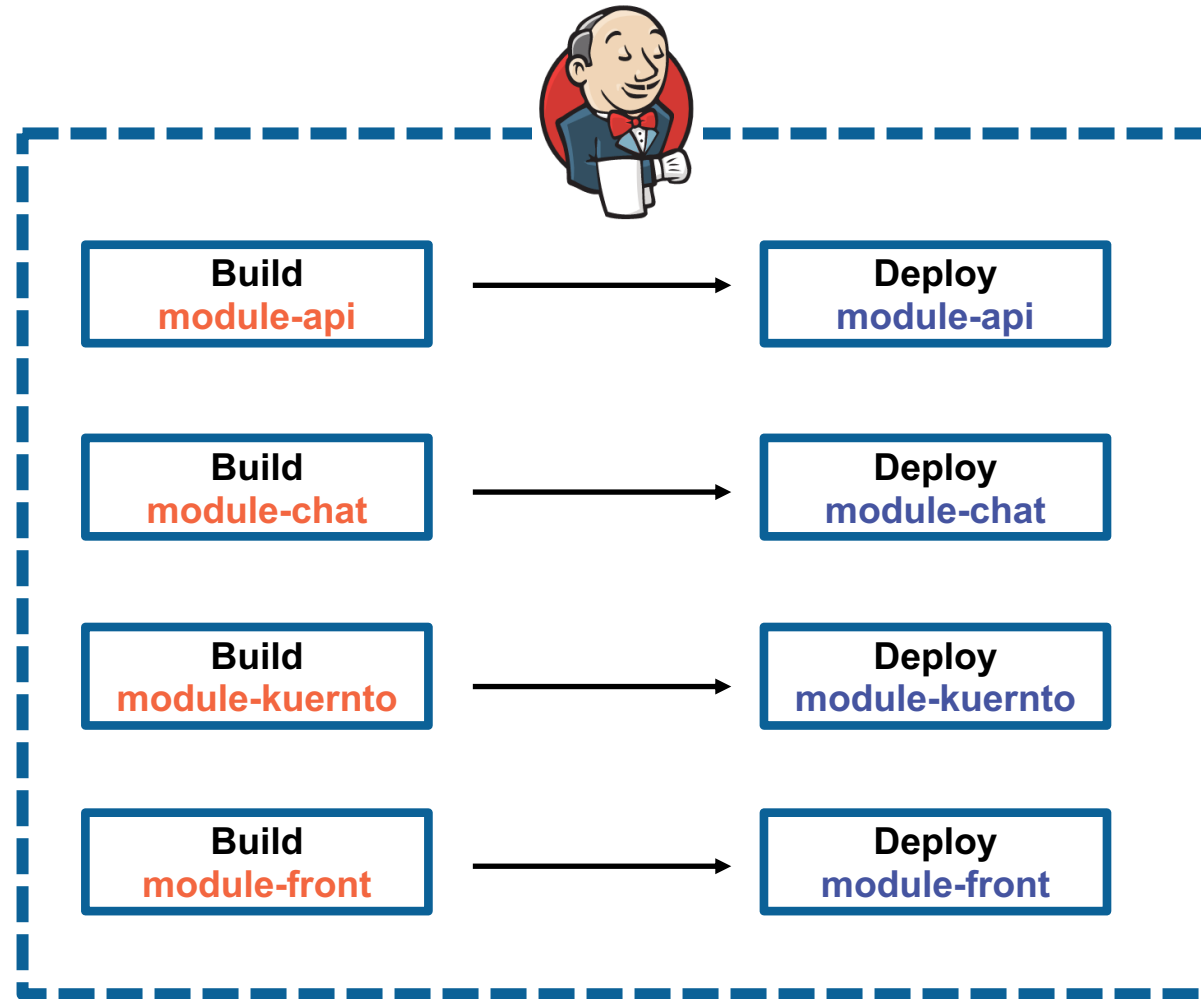 Build
module-api
Deploy
module-api
Build
module-chat
Deploy
module-chat
Build
module-kuernto
Deploy
module-kuernto
Build
module-front
Deploy
module-front